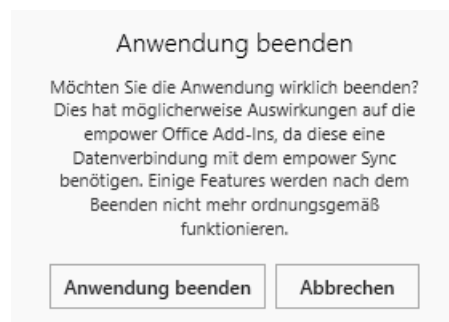 Anwendung beenden
Möchten Sie die Anwendung wirklich beenden?
Dies hat möglicherweise Auswirkungen auf die
empower Office Add-Ins, da diese eine
Datenverbindung mit dem empower Sync
benötigen. Einige Features werden nach dem
Beenden nicht mehr ordnungsgemäß
funktionieren.
Anwendung beenden
Abbrechen